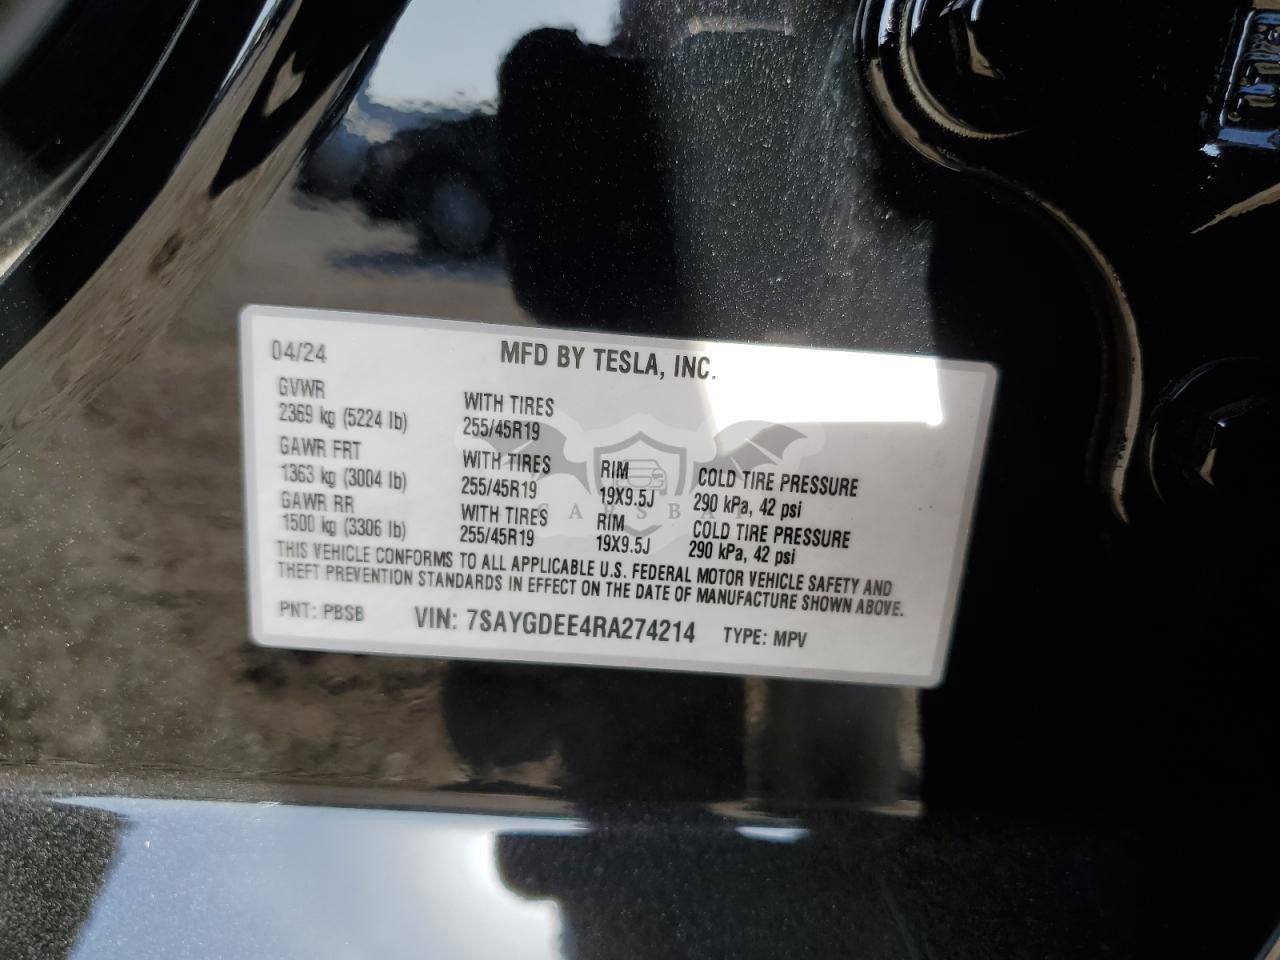 04/24 MFD BY TESLA, INC.
GVWR
2369 kg (5224 lb)
WITH TIRES
255/45R19
GAWR FRT
1363 kg (3004 lb)
WITH TIRES
255/45R19
RIM
19X9.5J
COLD TIRE PRESSURE
290 kPa, 42 psi
GAWR RR
1500 kg (3306 lb)
WITH TIRES
255/45R19
RIM
19X9.5J
COLD TIRE PRESSURE
290 kPa, 42 psi
THIS VEHICLE CONFORMS TO ALL APPLICABLE U.S. FEDERAL MOTOR VEHICLE SAFETY AND
THEFT PREVENTION STANDARDS IN EFFECT ON THE DATE OF MANUFACTURE SHOWN ABOVE.
PNT: PBSB VIN: 7SAYGDEE4RA274214 TYPE: MPV